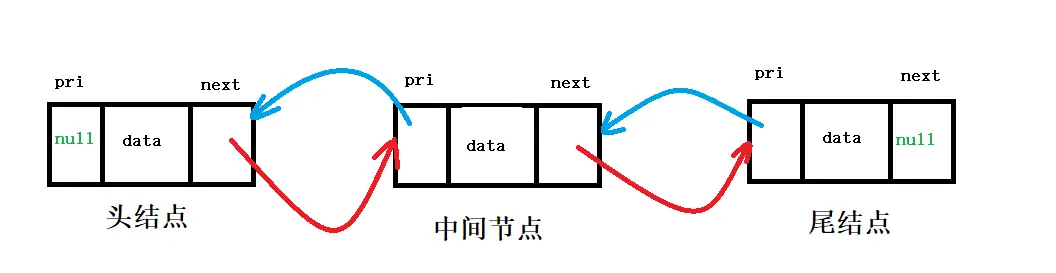 pri next pri next pri next
null data data data null
头结点 中间节点 尾结点